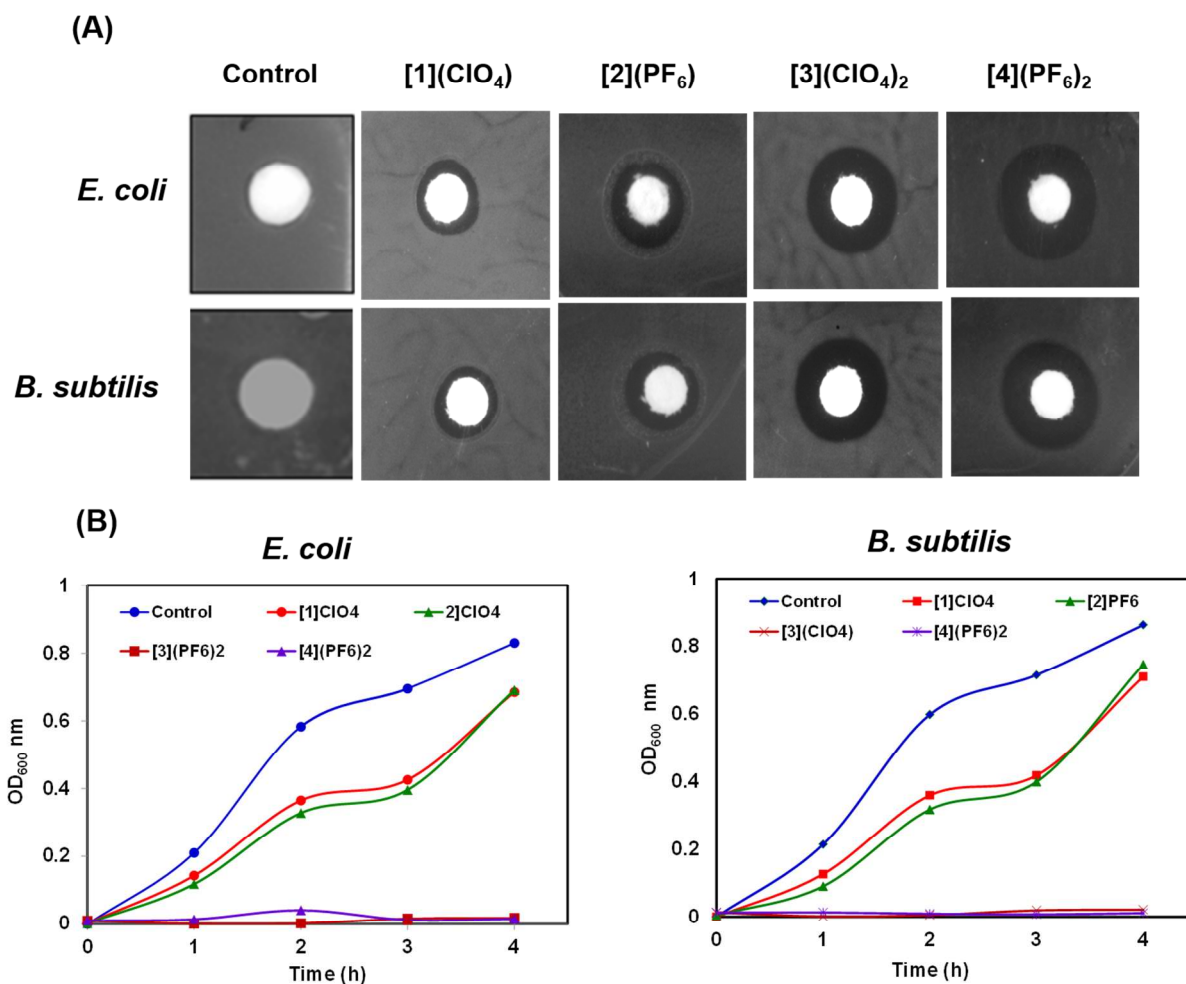 (A)
Control [1](ClO4) [2](PF6) [3](ClO4)2 [4](PF6)2
E. coli
B. subtilis
(B)
E. coli
1
0.8
0.6
0.4
0.2
0
OD600 nm
Control [1]ClO4 2]ClO4
[3](PF6)2 [4](PF6)2
0 1 2 3 4
Time (h)
B. subtilis
1
0.8
0.6
0.4
0.2
0
OD600 nm
Control [1]ClO4 [2]PF6
[3](ClO4) [4](PF6)2
0 1 2 3 4
Time (h)